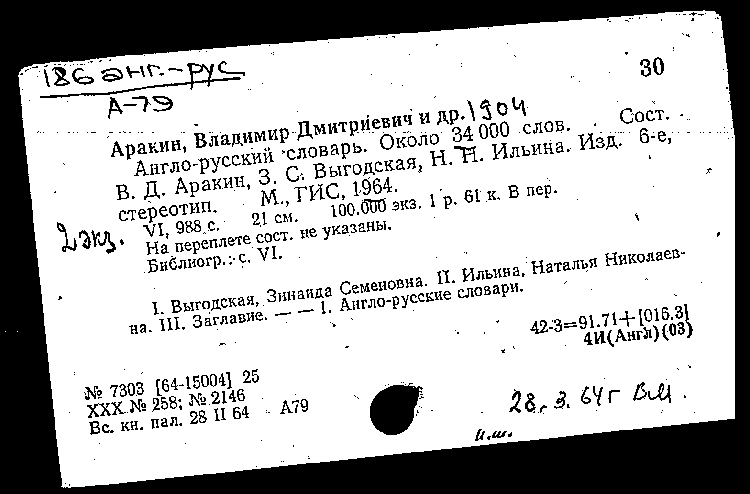 186 Энг.-рус
30
А-79
Аракин, Владимир Дмитриевич и др. 1904
Англо-русский словарь. Около 34 000 слов. Сост.
В. Д. Аракин, З. С. Выгодская, Н. Н. Ильина. Изд. 6-е,
стереотип. М., ГИС, 1964.
VI, 988 с. 21 см. 100.000 экз. 1 р. 61 к. В пер.
2 экз.
На переплете сост. не указаны.
Библиогр.: с. VI.
I. Выгодская, Зинаида Семеновна. II. Ильина, Наталья Николаев-
на. III. Заглавие. — — 1. Англо-русские словари.
42-3=91.71+[016.3]
4И(Англ)(03)
№ 7303 [64-15004] 25
XXX № 258; № 2146
Вс. кн. пал. 28 II 64 А79
28. 3. 64 г
и.ш.